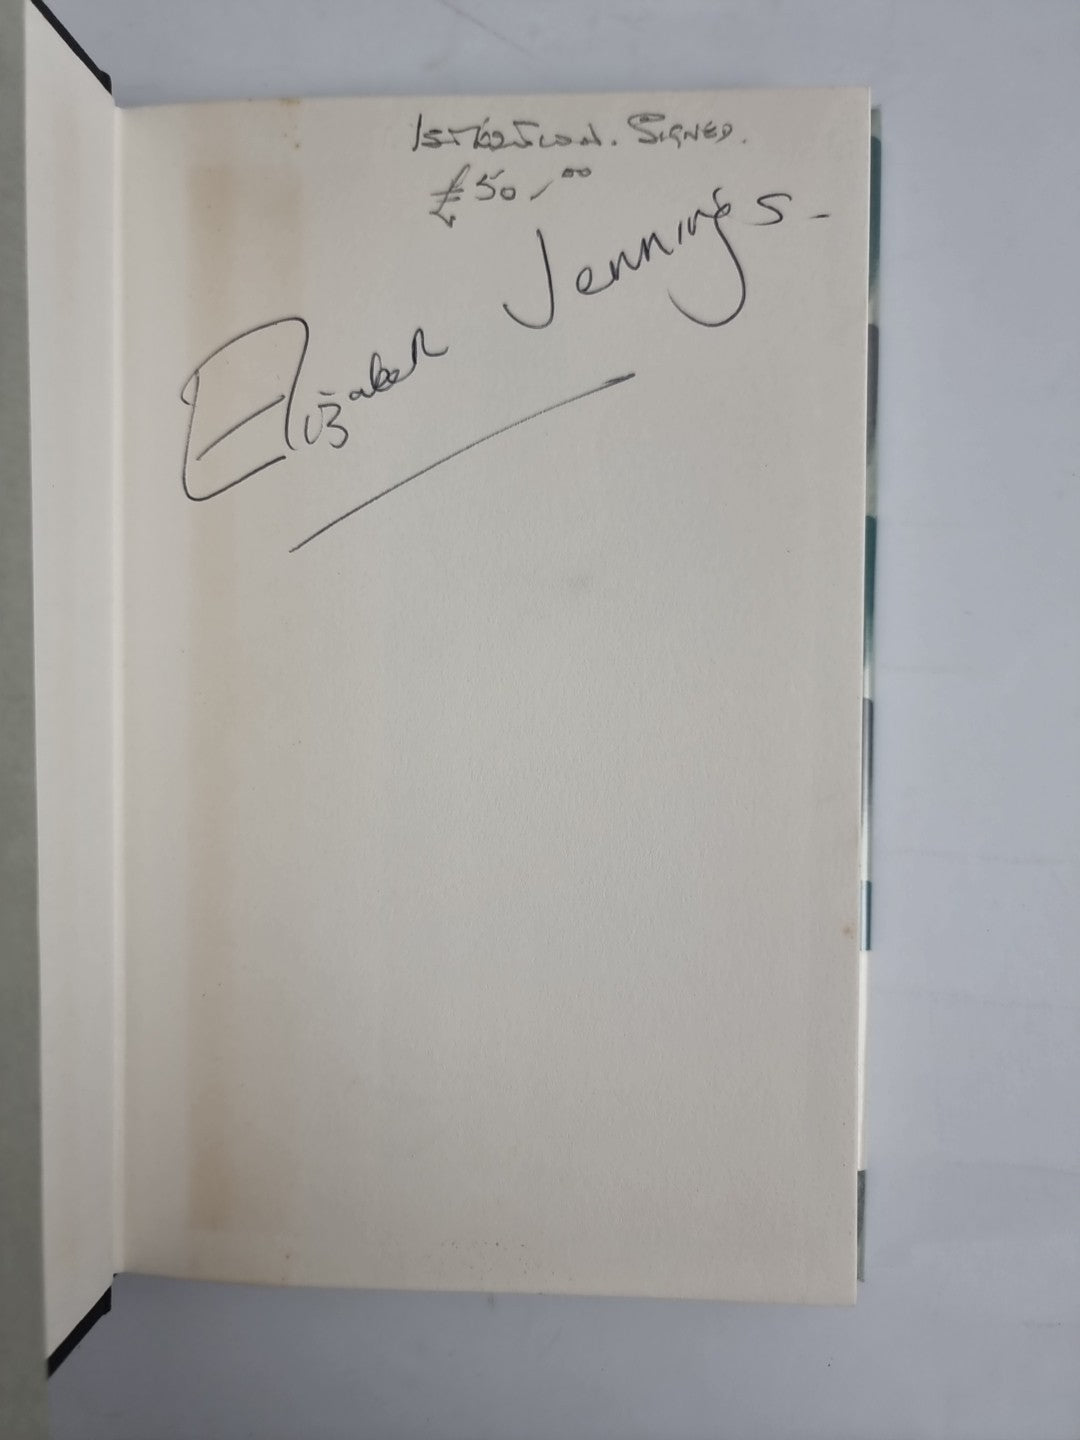 1st Edition. SIGNED.
£50-00
Elizabeth Jennings-